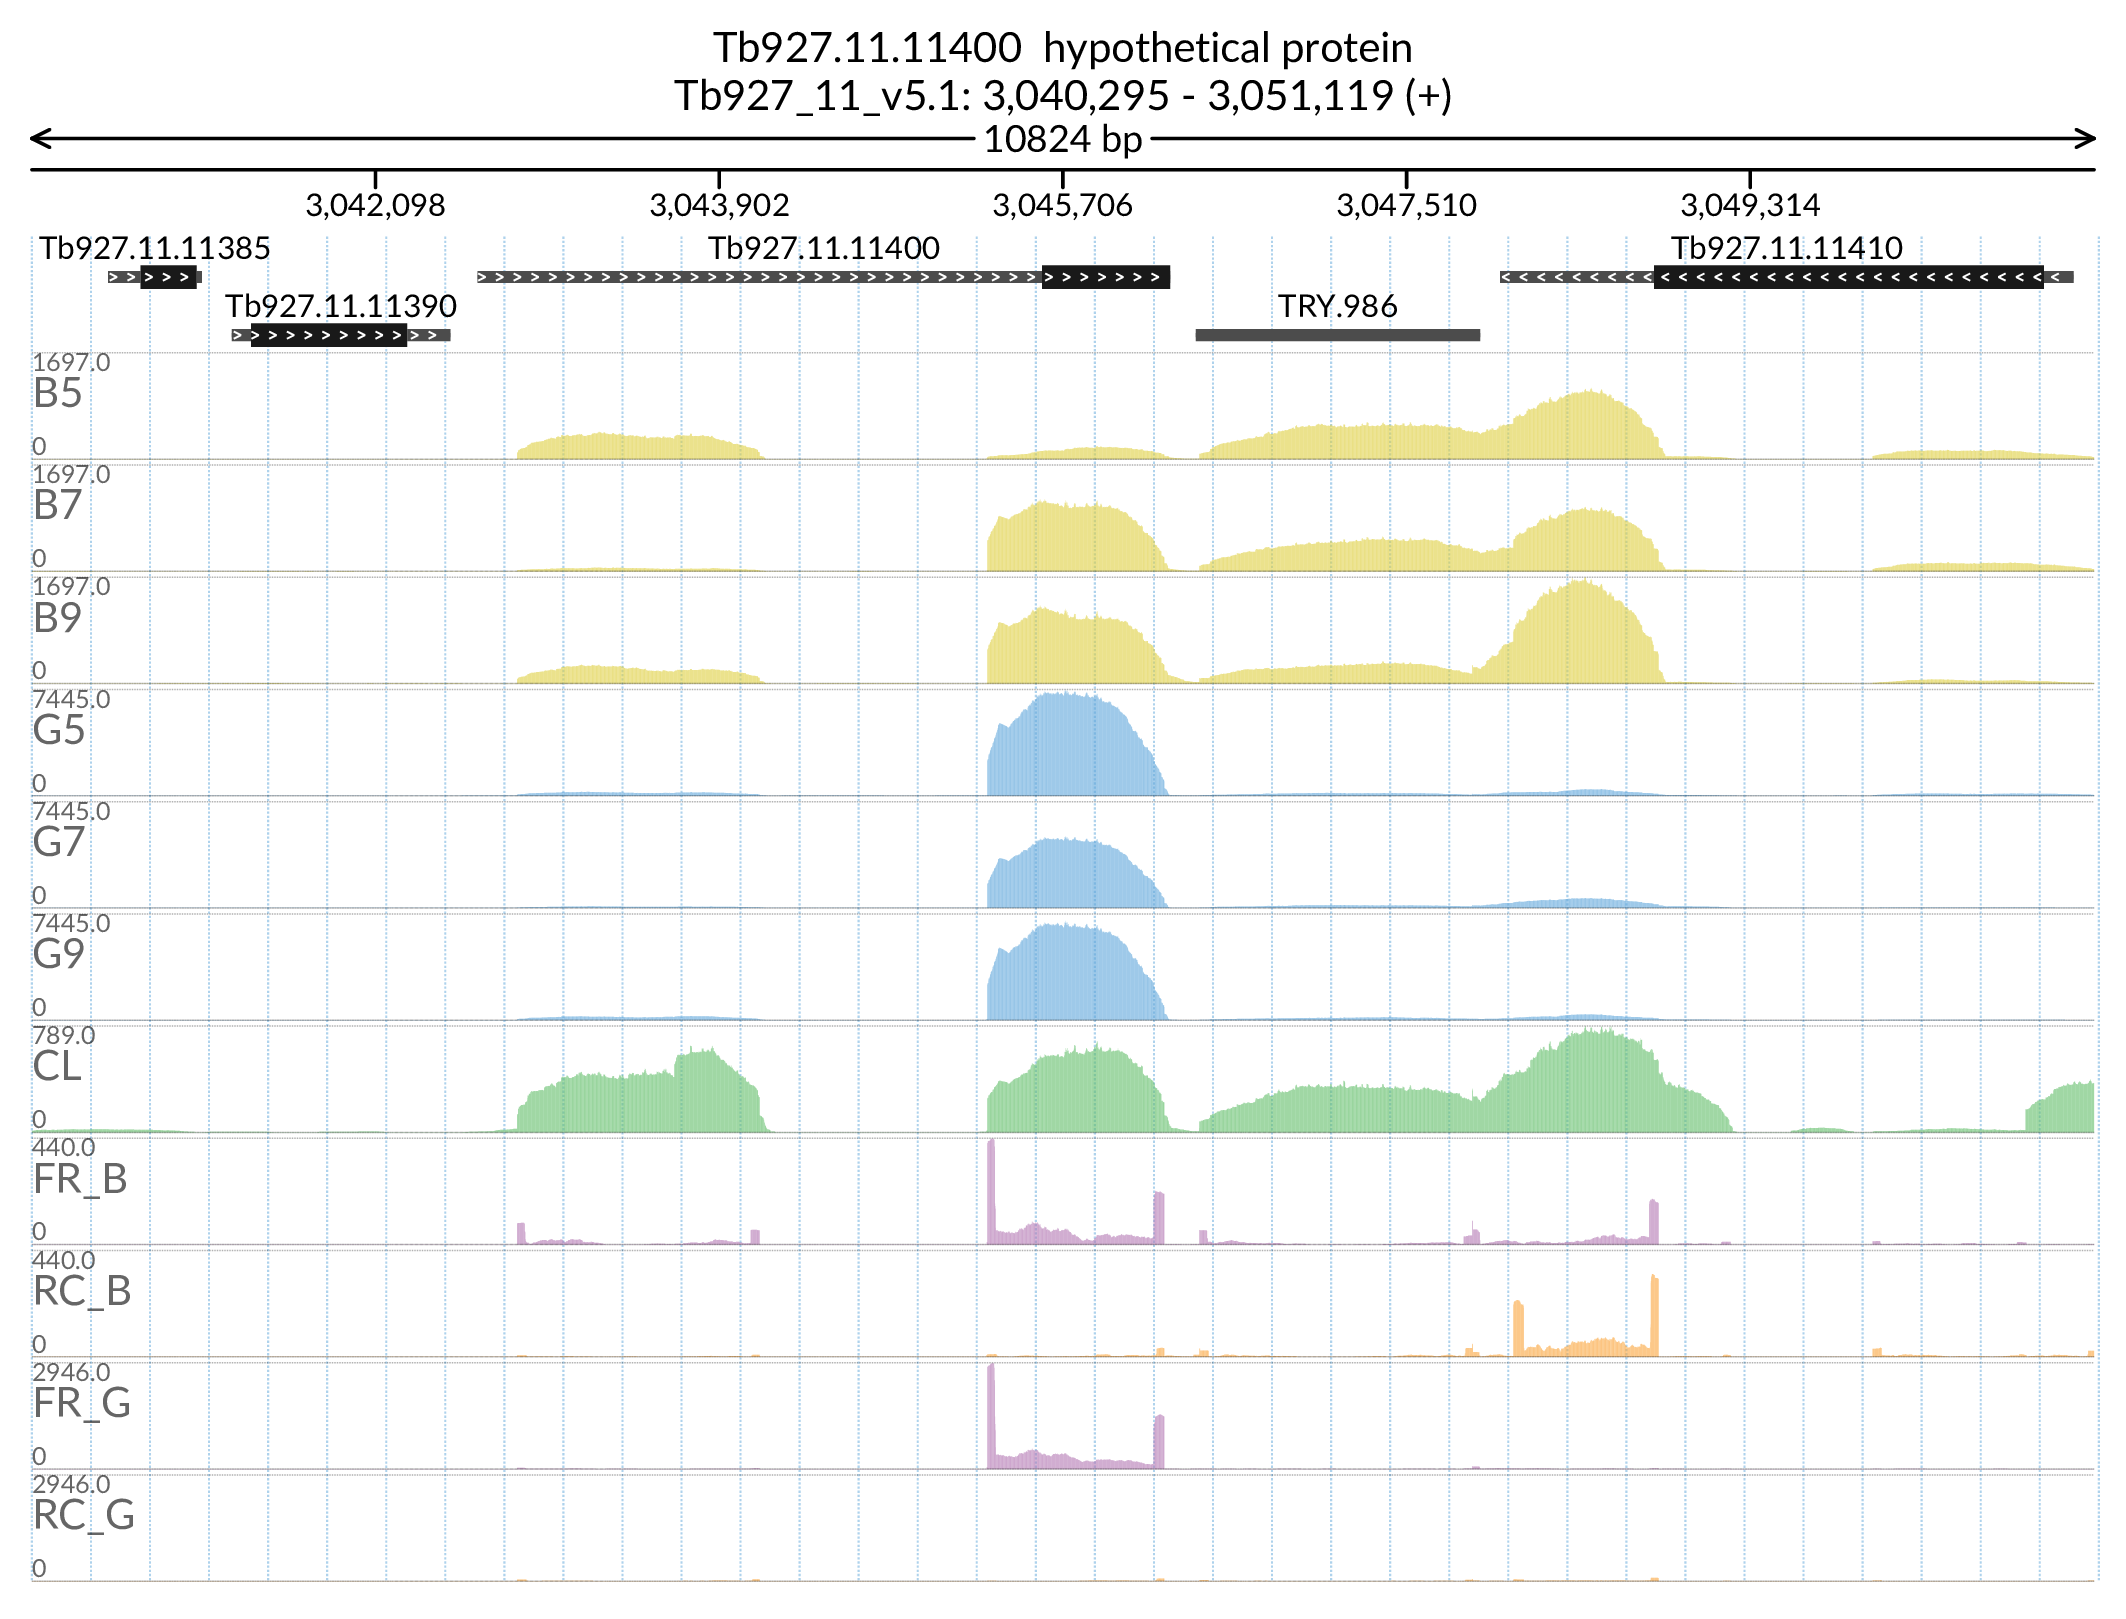 Tb927.11.11400  hypothetical protein
Tb927_11_v5.1: 3,040,295 - 3,051,119 (+)
10824 bp
3,042,098 3,043,902 3,045,706 3,047,510 3,049,314
Tb927.11.11385 Tb927.11.11400 Tb927.11.11410
Tb927.11.11390 TRY.986
1697.0
B5
0
1697.0
B7
0
1697.0
B9
0
7445.0
G5
0
7445.0
G7
0
7445.0
G9
0
789.0
CL
0
440.0
FR_B
0
440.0
RC_B
0
2946.0
FR_G
0
2946.0
RC_G
0